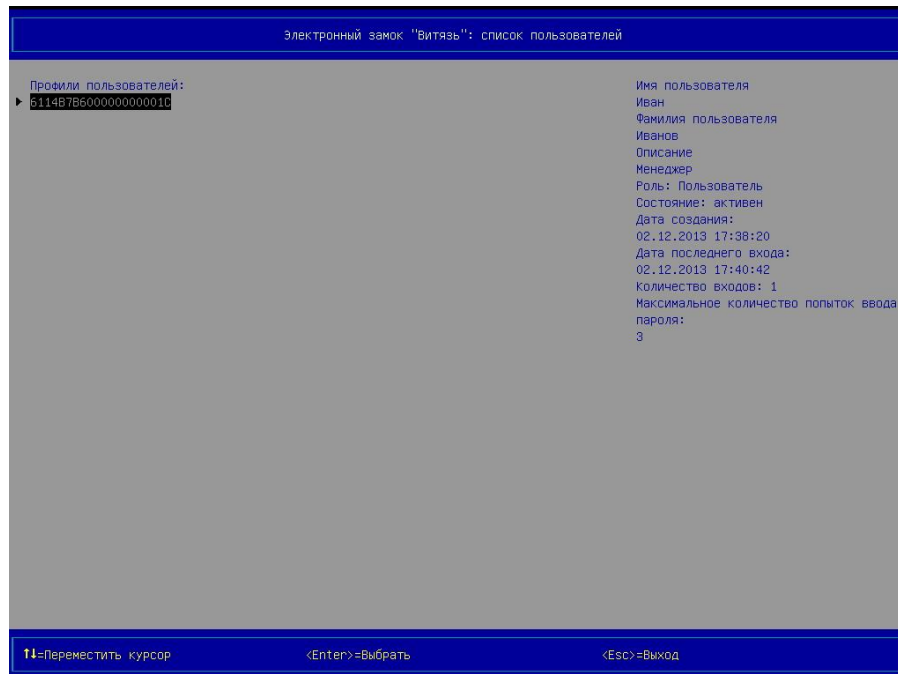 Электронный замок "Витязь": список пользователей
Профили пользователей:
6114B7B6000000000001C
Имя пользователя
Иван
Фамилия пользователя
Иванов
Описание
Менеджер
Роль: Пользователь
Состояние: активен
Дата создания:
02.12.2013 17:38:20
Дата последнего входа:
02.12.2013 17:40:42
Количество входов: 1
Максимальное количество попыток ввода
пароля:
3
↑↓=Переместить курсор
<Enter>=Выбрать
<Esc>=Выход